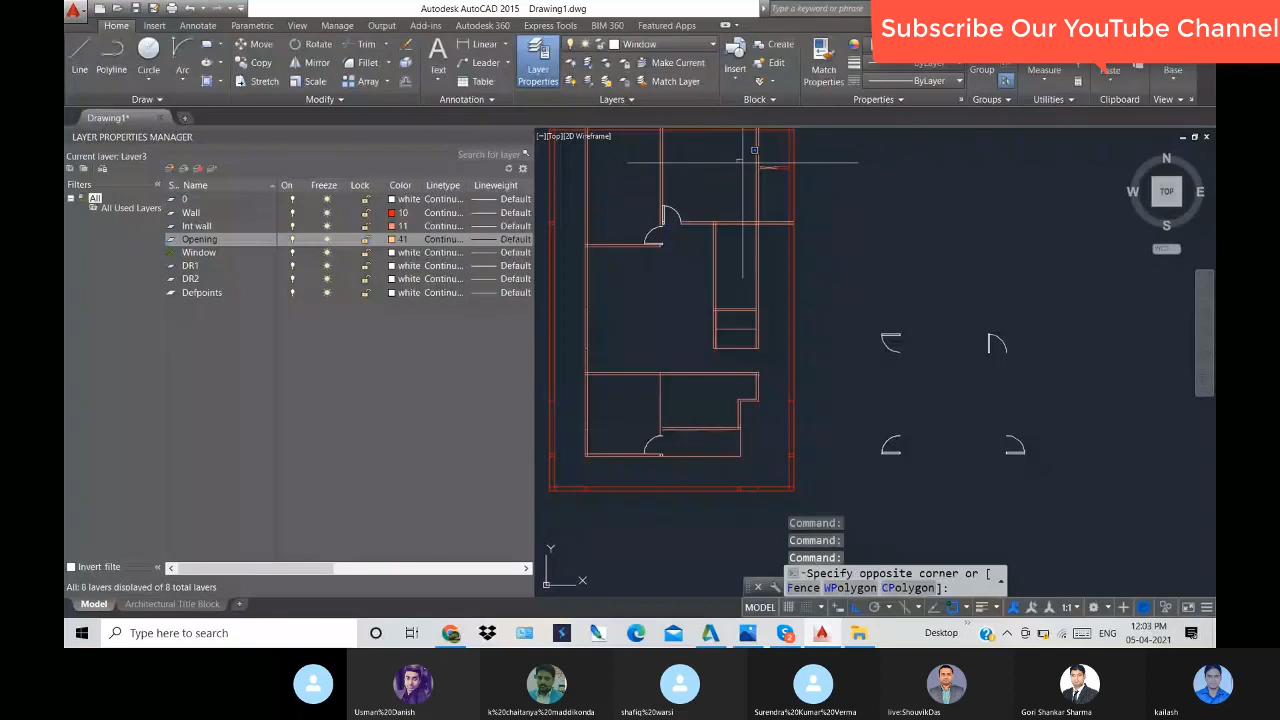 Autodesk AutoCAD 2015 Drawing1.dwg
Type a keyword or phrase
Subscribe Our YouTube Channel
Home Insert Annotate Parametric View Manage Output Add-ins Autodesk 360 Express Tools BIM 360 Featured Apps
Line Polyline Circle Arc
Move Rotate Trim
Copy Mirror Fillet
Stretch Scale Array
Text
Linear
Leader
Table
Layer Properties
Window
Make Current
Match Layer
Insert
Create
Edit
Match Properties
ByLayer
ByLayer
Group
Measure
Paste
Base
Draw Modify Annotation Layers Block Properties Groups Utilities Clipboard View
Drawing1*
LAYER PROPERTIES MANAGER
Current layer: Layer3
Search for layer
Filters
All
All Used Layers
S.. Name On Freeze Lock Color Linetype Lineweight
0 white Continu... Default
Wall 10 Continu... Default
Int wall 11 Continu... Default
Opening 41 Continu... Default
Window white Continu... Default
DR1 white Continu... Default
DR2 white Continu... Default
Defpoints white Continu... Default
Invert filte
All: 8 layers displayed of 8 total layers
[−][Top][2D Wireframe]
N
W TOP E
S
WCS
Y
X
Command:
Command:
Command:
-Specify opposite corner or [
Fence WPolygon CPolygon]:
Model Architectural Title Block
MODEL 1:1
Type here to search
Desktop
ENG
12:03 PM
05-04-2021
Usman%20Danish k%20chaitanya%20maddikonda shafiq%20warsi Surendra%20Kumar%20Verma live:ShouvikDas Gori Shankar Sharma kailash